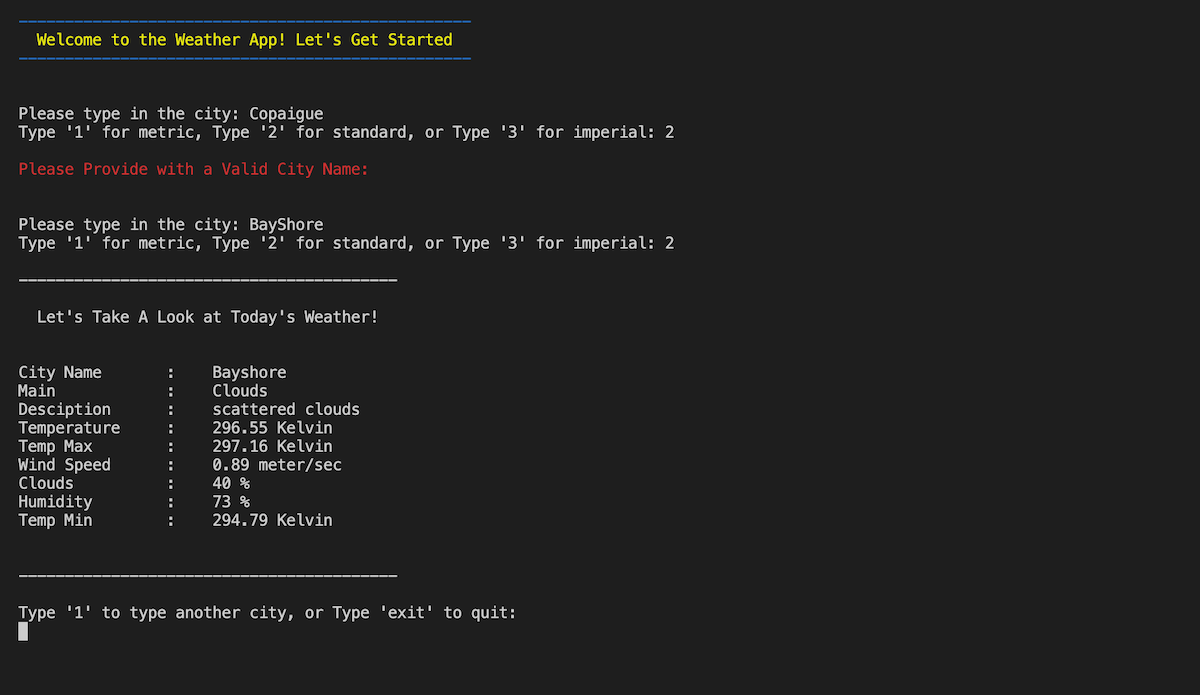 Welcome to the Weather App! Let's Get Started
Please type in the city: Copaigue
Type '1' for metric, Type '2' for standard, or Type '3' for imperial: 2
Please Provide with a Valid City Name:
Please type in the city: BayShore
Type '1' for metric, Type '2' for standard, or Type '3' for imperial: 2
Let's Take A Look at Today's Weather!
City Name : Bayshore
Main : Clouds
Desciption : scattered clouds
Temperature : 296.55 Kelvin
Temp Max : 297.16 Kelvin
Wind Speed : 0.89 meter/sec
Clouds : 40 %
Humidity : 73 %
Temp Min : 294.79 Kelvin
Type '1' to type another city, or Type 'exit' to quit: